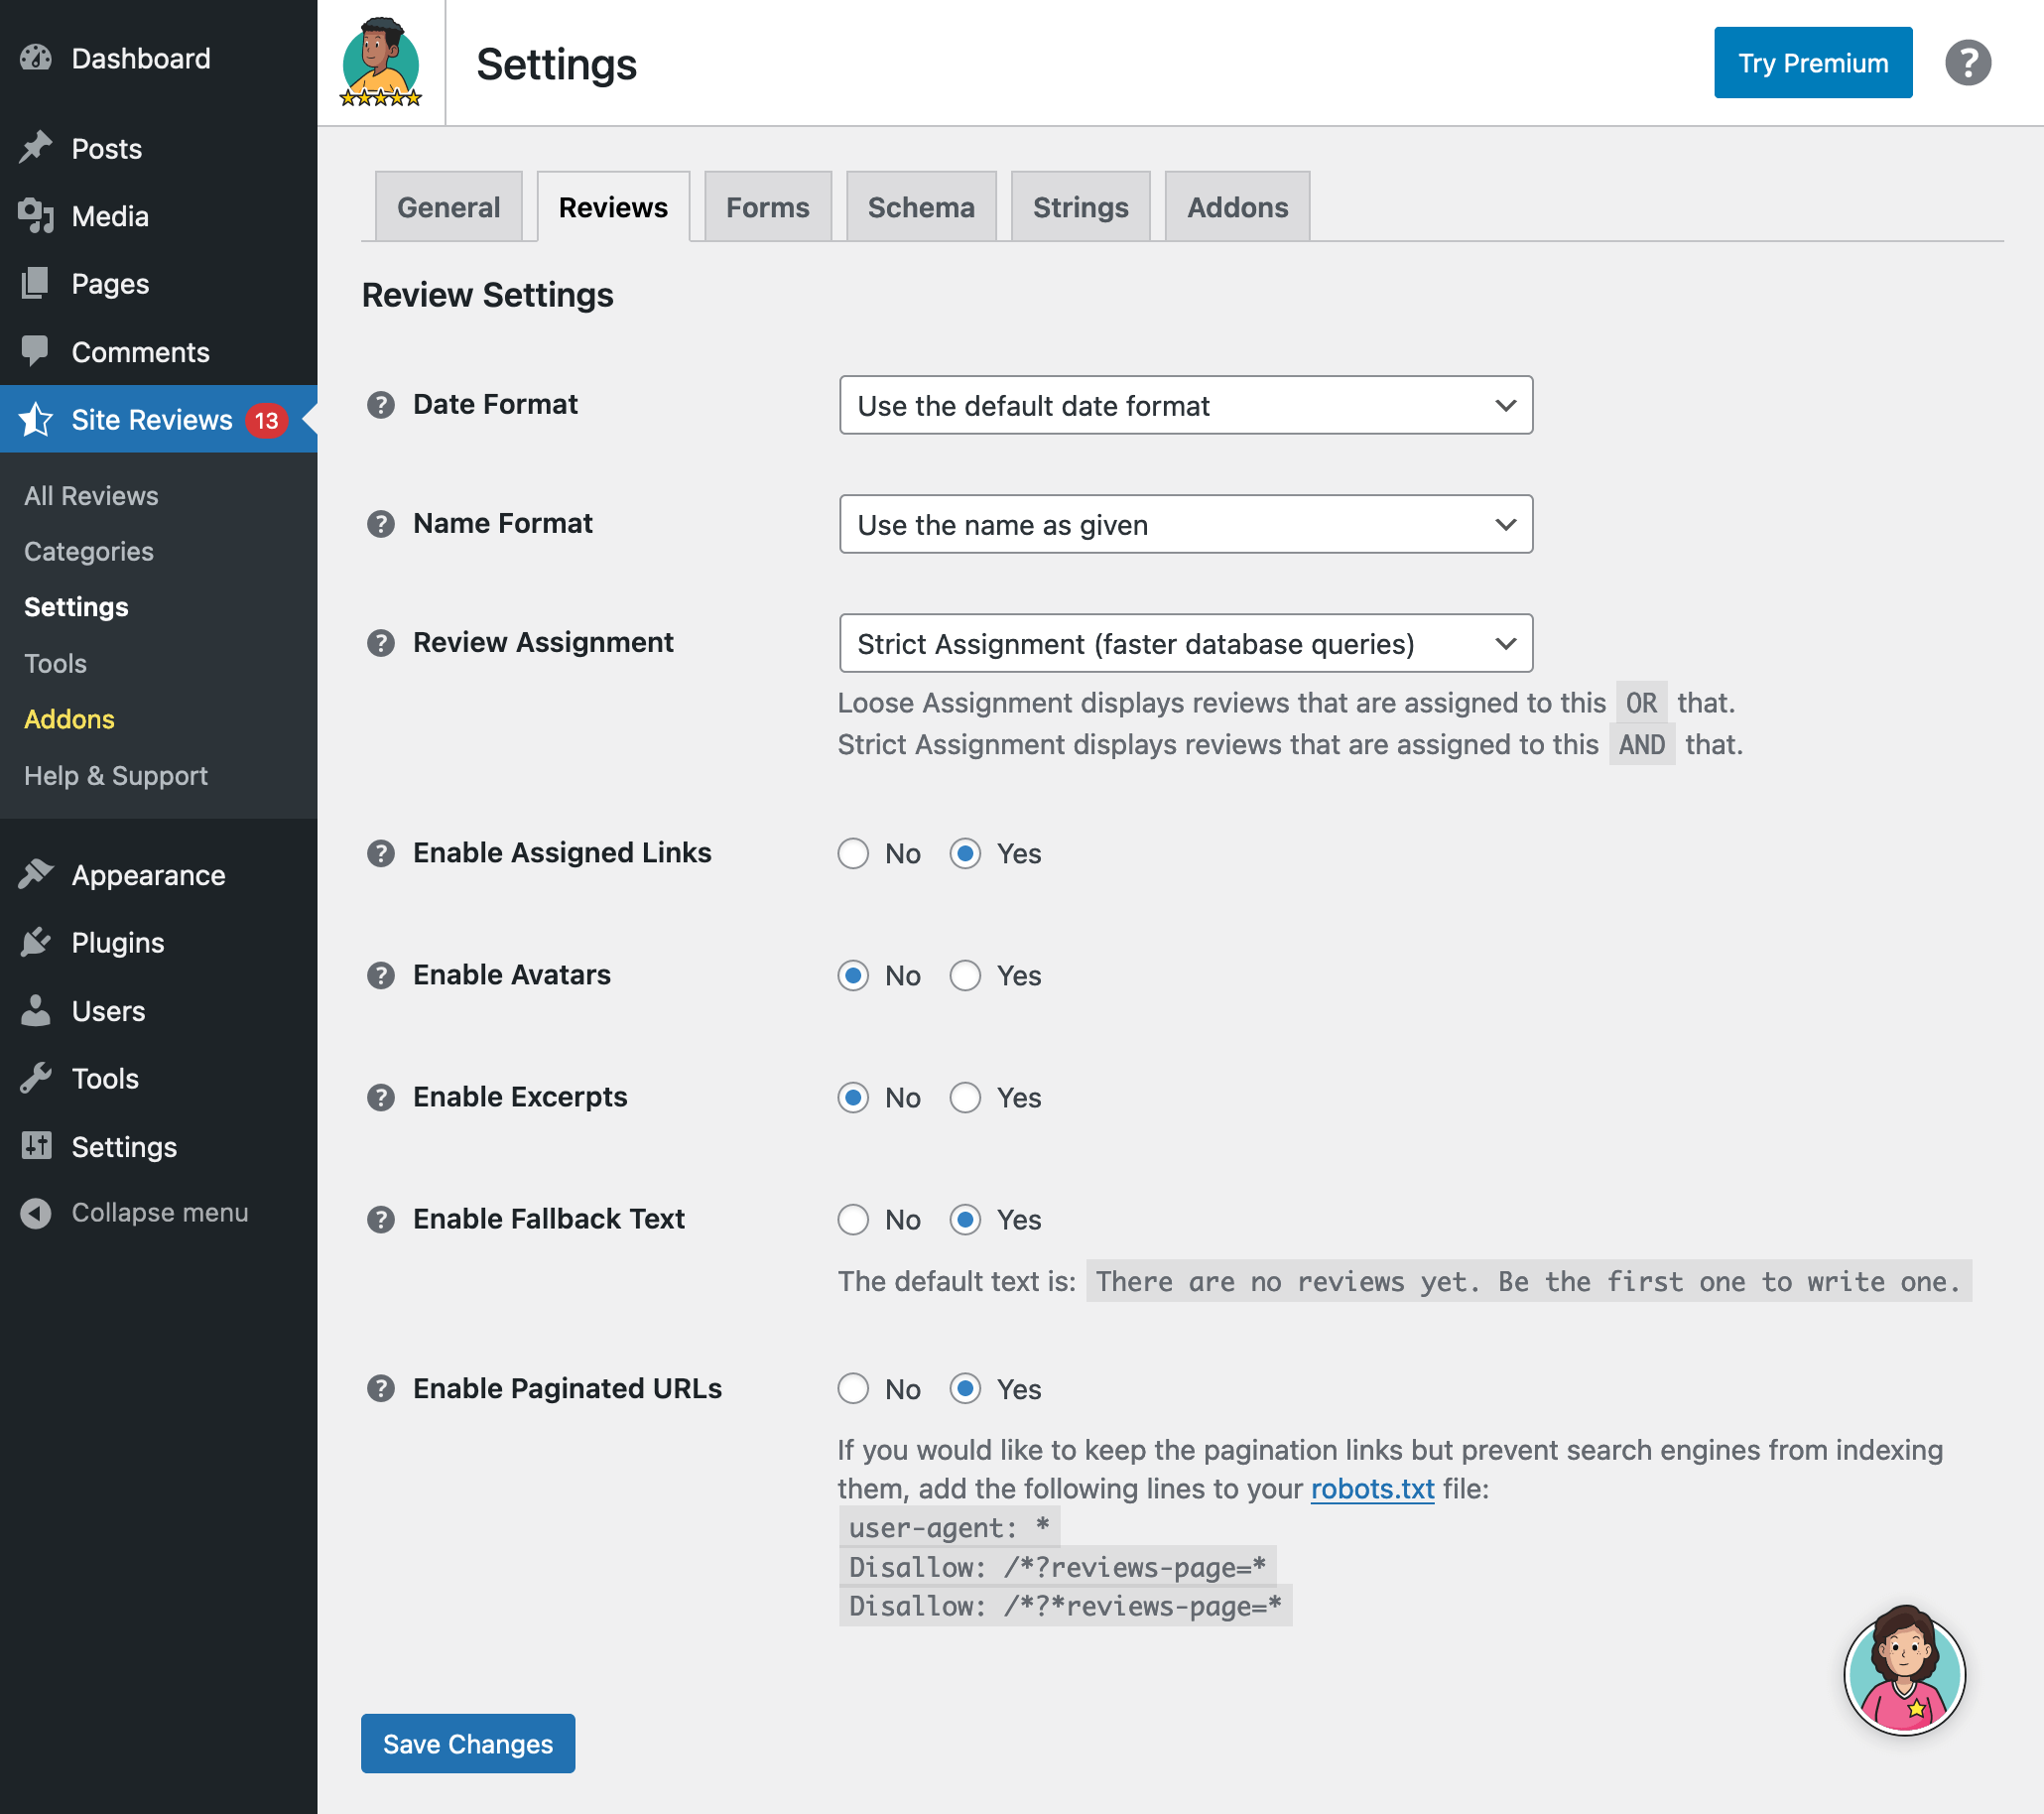 Dashboard
Posts
Media
Pages
Comments
Site Reviews 13
All Reviews
Categories
Settings
Tools
Addons
Help & Support
Appearance
Plugins
Users
Tools
Settings
Collapse menu
Settings
Try Premium
?
General
Reviews
Forms
Schema
Strings
Addons
Review Settings
? Date Format
Use the default date format
? Name Format
Use the name as given
? Review Assignment
Strict Assignment (faster database queries)
Loose Assignment displays reviews that are assigned to this OR that.
Strict Assignment displays reviews that are assigned to this AND that.
? Enable Assigned Links
No Yes
? Enable Avatars
No Yes
? Enable Excerpts
No Yes
? Enable Fallback Text
No Yes
The default text is: There are no reviews yet. Be the first one to write one.
? Enable Paginated URLs
No Yes
If you would like to keep the pagination links but prevent search engines from indexing
them, add the following lines to your robots.txt file:
user-agent: *
Disallow: /*?reviews-page=*
Disallow: /*?*reviews-page=*
Save Changes